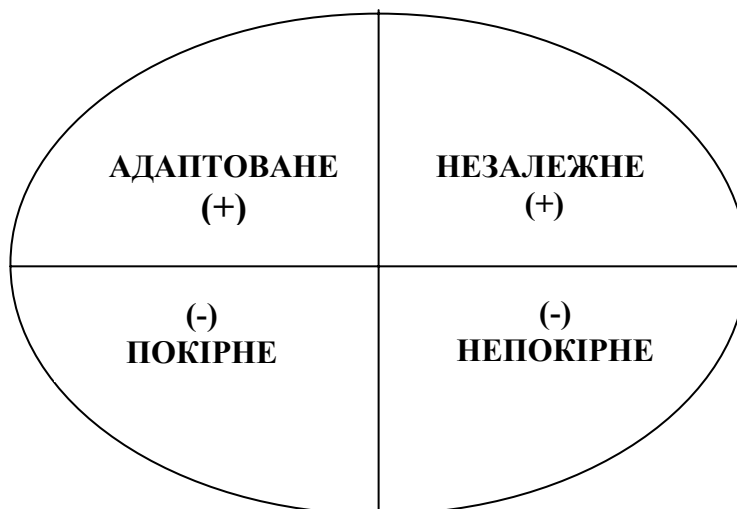 АДАПТОВАНЕ
(+)
НЕЗАЛЕЖНЕ
(+)
(-)
ПОКІРНЕ
(-)
НЕПОКІРНЕ